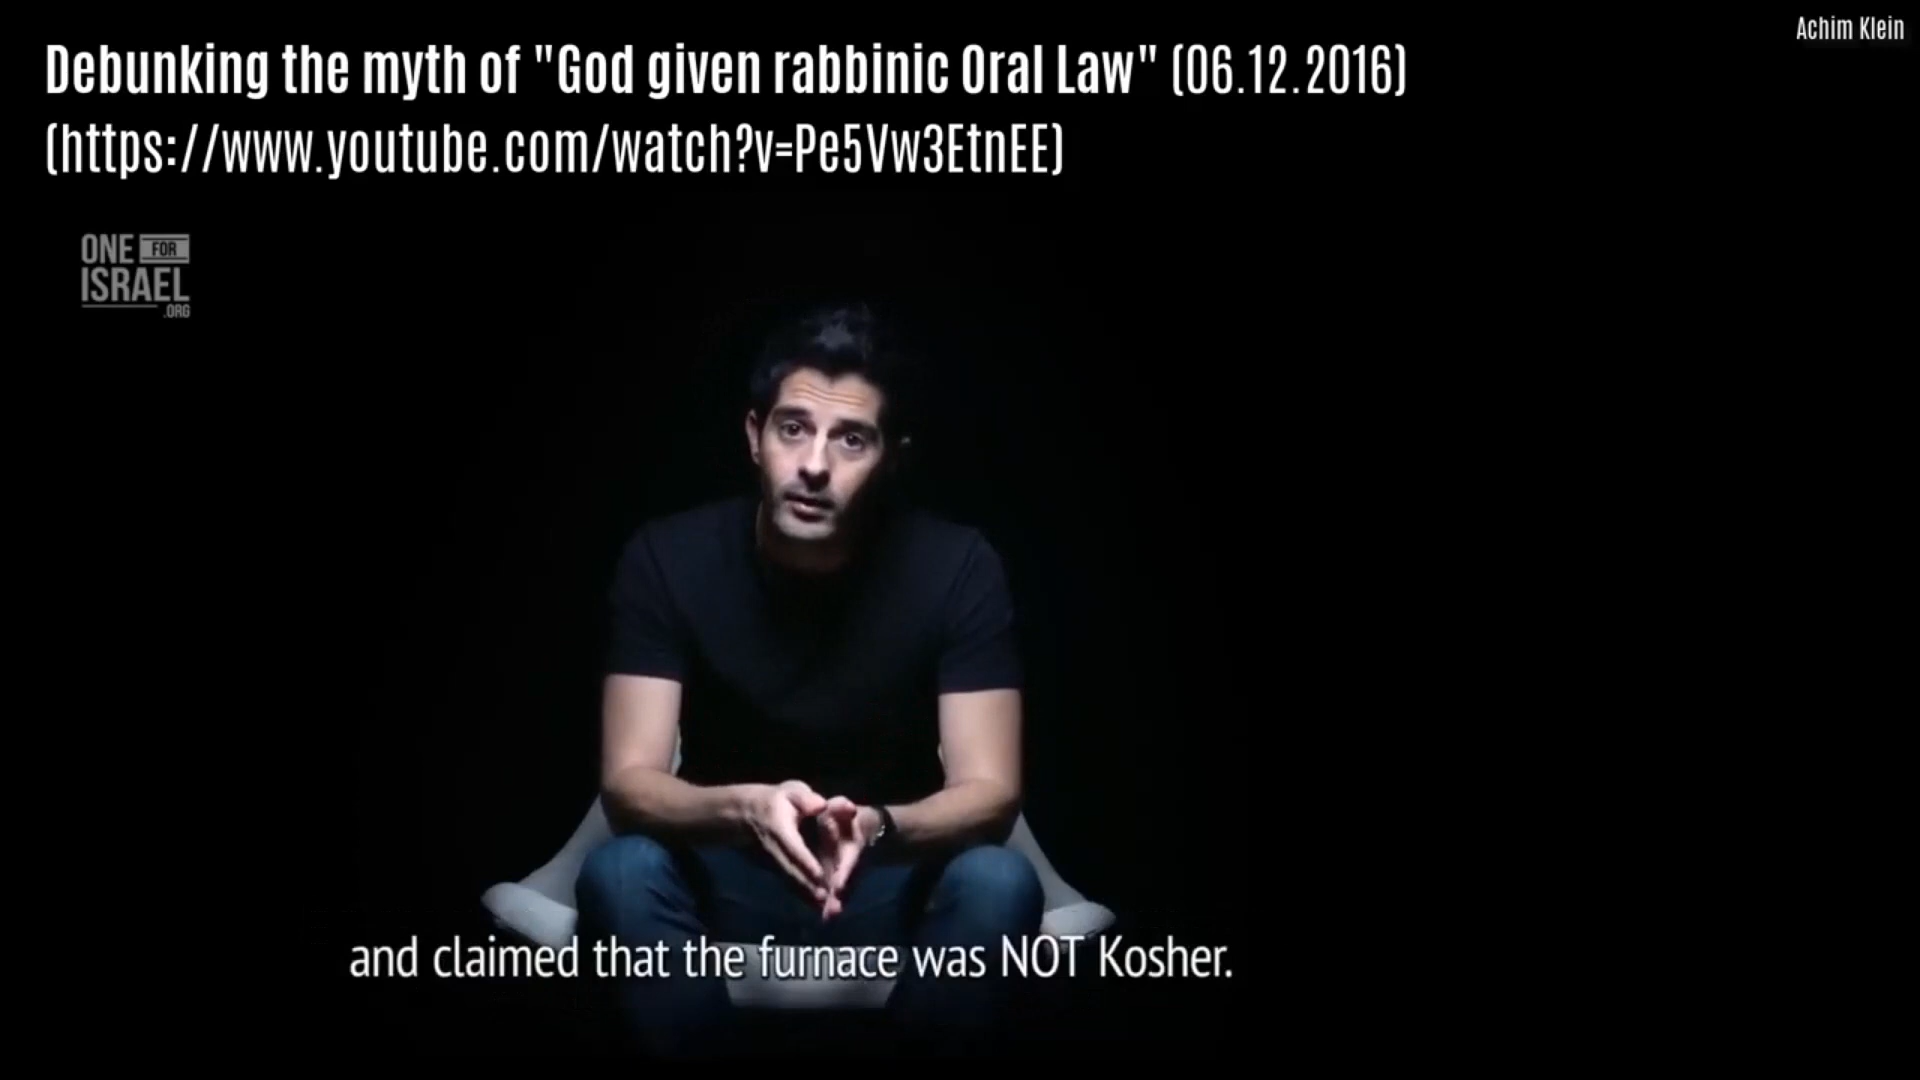 Achim Klein
Debunking the myth of "God given rabbinic Oral Law" (06.12.2016)
(https://www.youtube.com/watch?v=Pe5Vw3EtnEE)
ONE FOR
ISRAEL
.ORG
and claimed that the furnace was NOT Kosher.